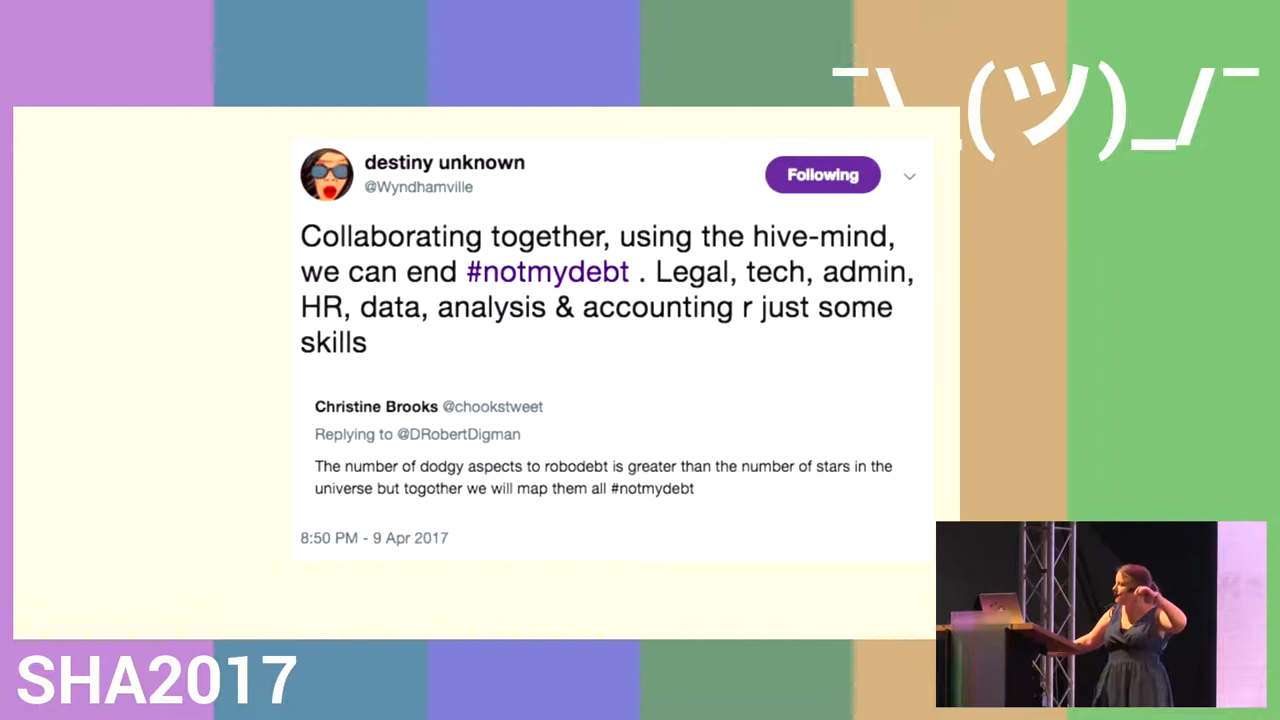 ¯\_(ツ)_/¯
destiny unknown
@Wyndhamville
Following
Collaborating together, using the hive-mind,
we can end #notmydebt . Legal, tech, admin,
HR, data, analysis & accounting r just some
skills
Christine Brooks @chookstweet
Replying to @DRobertDigman
The number of dodgy aspects to robodebt is greater than the number of stars in the
universe but togother we will map them all #notmydebt
8:50 PM - 9 Apr 2017
SHA2017